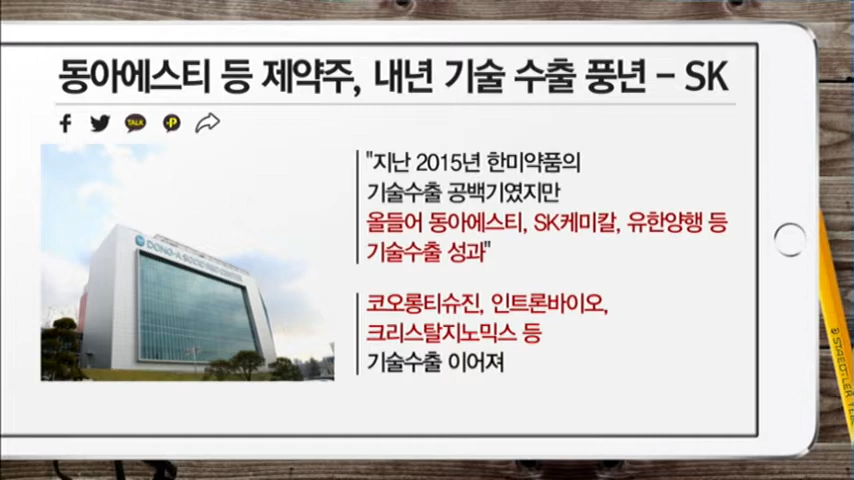 동아에스티 등 제약주, 내년 기술 수출 풍년 – SK
TALK
P
"지난 2015년 한미약품의
기술수출 공백기였지만
올들어 동아에스티, SK케미칼, 유한양행 등
기술수출 성과"
코오롱티슈진, 인트론바이오,
크리스탈지노믹스 등
기술수출 이어져
DONG-A
STAEDTLER